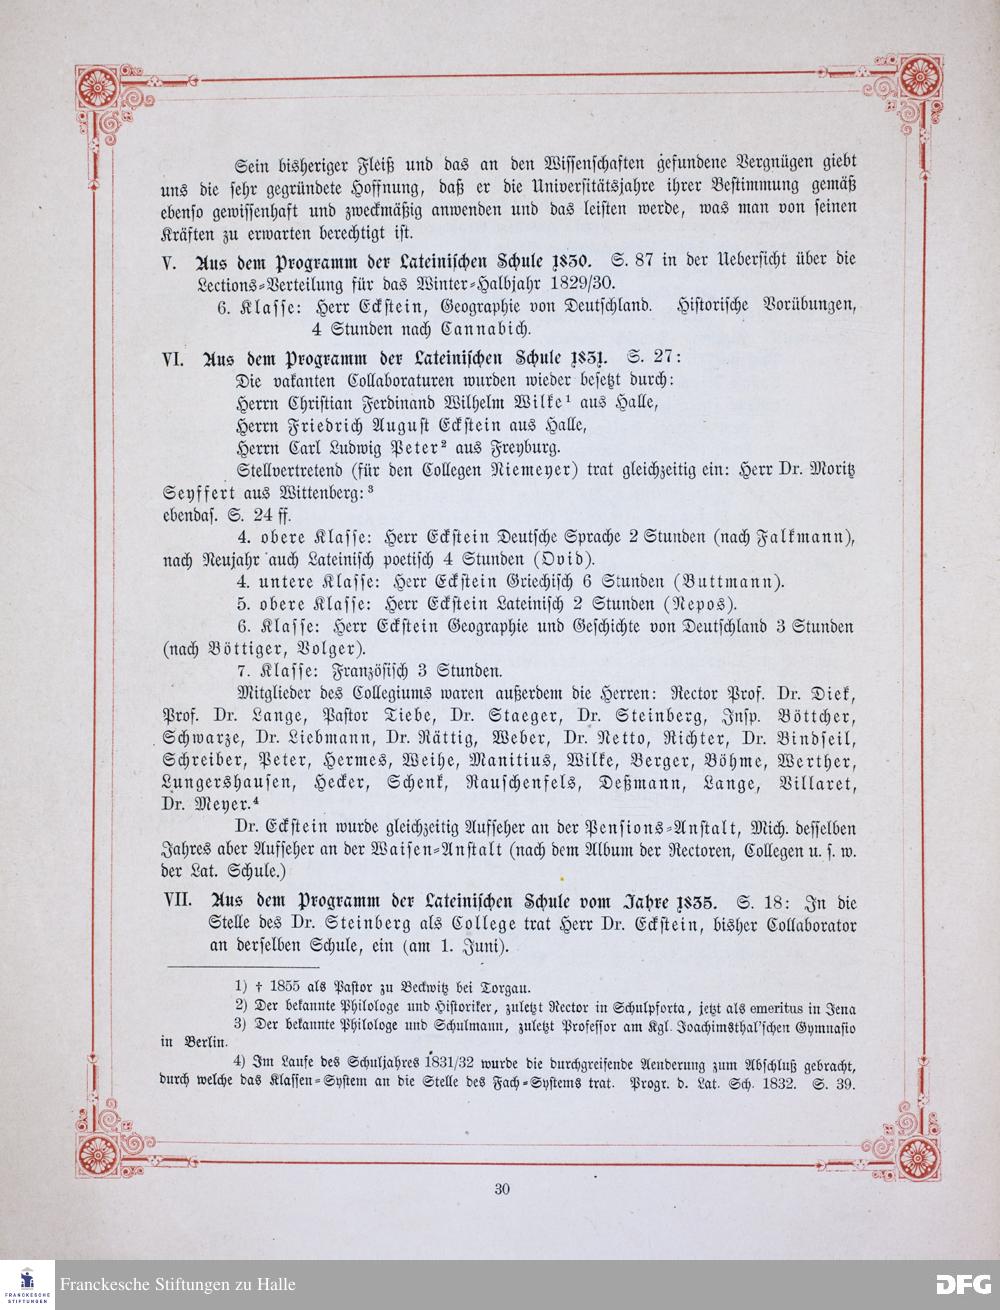 Sein bisheriger Fleiß und das an den Wissenschaften gefundene Vergnügen giebt
uns die sehr gegründete Hoffnung, daß er die Universitätsjahre ihrer Bestimmung gemäß
ebenso gewissenhaft und zweckmäßig anwenden und das leisten werde, was man von seinen
Kräften zu erwarten berechtigt ist.
V. Aus dem Programm der Lateinischen Schule 1830. S. 87 in der Uebersicht über die
Lections-Verteilung für das Winter-Halbjahr 1829/30.
6. Klasse: Herr Eckstein, Geographie von Deutschland. Historische Vorübungen,
4 Stunden nach Cannabich.
VI. Aus dem Programm der Lateinischen Schule 1831. S. 27:
Die vakanten Collaboraturen wurden wieder besetzt durch:
Herrn Christian Ferdinand Wilhelm Wilke¹ aus Halle,
Herrn Friedrich August Eckstein aus Halle,
Herrn Carl Ludwig Peter² aus Freyburg.
Stellvertretend (für den Collegen Niemeyer) trat gleichzeitig ein: Herr Dr. Moritz
Seyffert aus Wittenberg:³
ebendas. S. 24 ff.
4. obere Klasse: Herr Eckstein Deutsche Sprache 2 Stunden (nach Falkmann),
nach Neujahr auch Lateinisch poetisch 4 Stunden (Ovid).
4. untere Klasse: Herr Eckstein Griechisch 6 Stunden (Buttmann).
5. obere Klasse: Herr Eckstein Lateinisch 2 Stunden (Nepos).
6. Klasse: Herr Eckstein Geographie und Geschichte von Deutschland 3 Stunden
(nach Böttiger, Volger).
7. Klasse: Französisch 3 Stunden.
Mitglieder des Collegiums waren außerdem die Herren: Rector Prof. Dr. Diek,
Prof. Dr. Lange, Pastor Tiebe, Dr. Staeger, Dr. Steinberg, Insp. Böttcher,
Schwarze, Dr. Liebmann, Dr. Rättig, Weber, Dr. Netto, Richter, Dr. Bindseil,
Schreiber, Peter, Hermes, Weihe, Manitius, Wilke, Berger, Böhme, Werther,
Lungershausen, Hecker, Schenk, Rauschenfels, Deßmann, Lange, Villaret,
Dr. Meyer.⁴
Dr. Eckstein wurde gleichzeitig Aufseher an der Pensions-Anstalt, Mich. desselben
Jahres aber Aufseher an der Waisen-Anstalt (nach dem Album der Rectoren, Collegen u. s. w.
der Lat. Schule.)
VII. Aus dem Programm der Lateinischen Schule vom Jahre 1835. S. 18: In die
Stelle des Dr. Steinberg als College trat Herr Dr. Eckstein, bisher Collaborator
an derselben Schule, ein (am 1. Juni).
1) † 1855 als Pastor zu Beckwitz bei Torgau.
2) Der bekannte Philologe und Historiker, zuletzt Rector in Schulpforta, jetzt als emeritus in Jena
3) Der bekannte Philologe und Schulmann, zuletzt Professor am Kgl. Joachimsthal'schen Gymnasio
in Berlin.
4) Im Laufe des Schuljahres 1831/32 wurde die durchgreifende Aenderung zum Abschluß gebracht,
durch welche das Klassen-System an die Stelle des Fach-Systems trat. Progr. d. Lat. Sch. 1832. S. 39.
30
FRANCKESCHE
STIFTUNGEN
Franckesche Stiftungen zu Halle
DFG